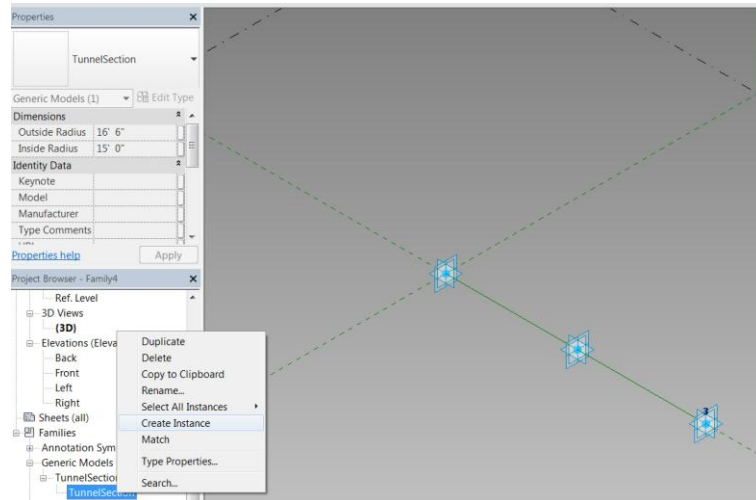 Properties
TunnelSection
Generic Models (1)
Edit Type
Dimensions
Outside Radius 16' 6"
Inside Radius 15' 0"
Identity Data
Keynote
Model
Manufacturer
Type Comments
Properties help
Apply
Project Browser - Family4
Ref. Level
3D Views
(3D)
Elevations (Eleva
Back
Front
Left
Right
Sheets (all)
Families
Annotation Sym
Generic Models
TunnelSectio
TunnelSection
Duplicate
Delete
Copy to Clipboard
Rename...
Select All Instances
Create Instance
Match
Type Properties...
Search...
3